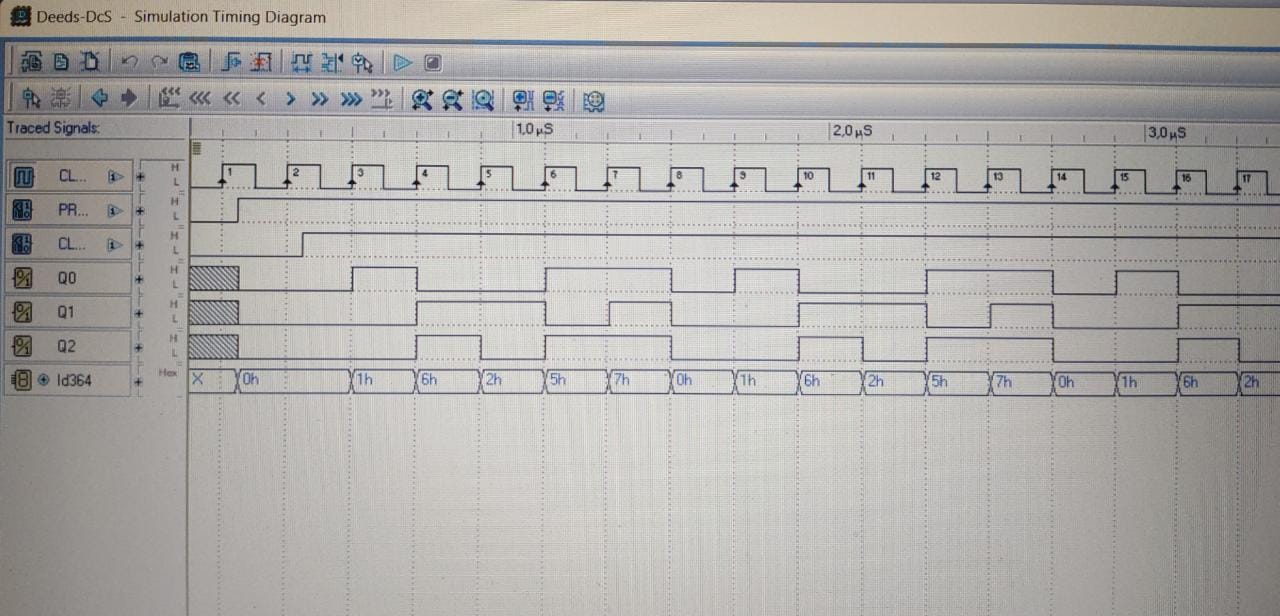 Deeds-DcS - Simulation Timing Diagram
Traced Signals:
1,0 µS 2,0 µS 3,0 µS
CL... H L 1 2 3 4 5 6 7 8 9 10 11 12 13 14 15 16 17
PR... H L
CL... H L
Q0 H L
Q1 H L
Q2 H L
Id364 Hex X 0h 1h 6h 2h 5h 7h 0h 1h 6h 2h 5h 7h 0h 1h 6h 2h